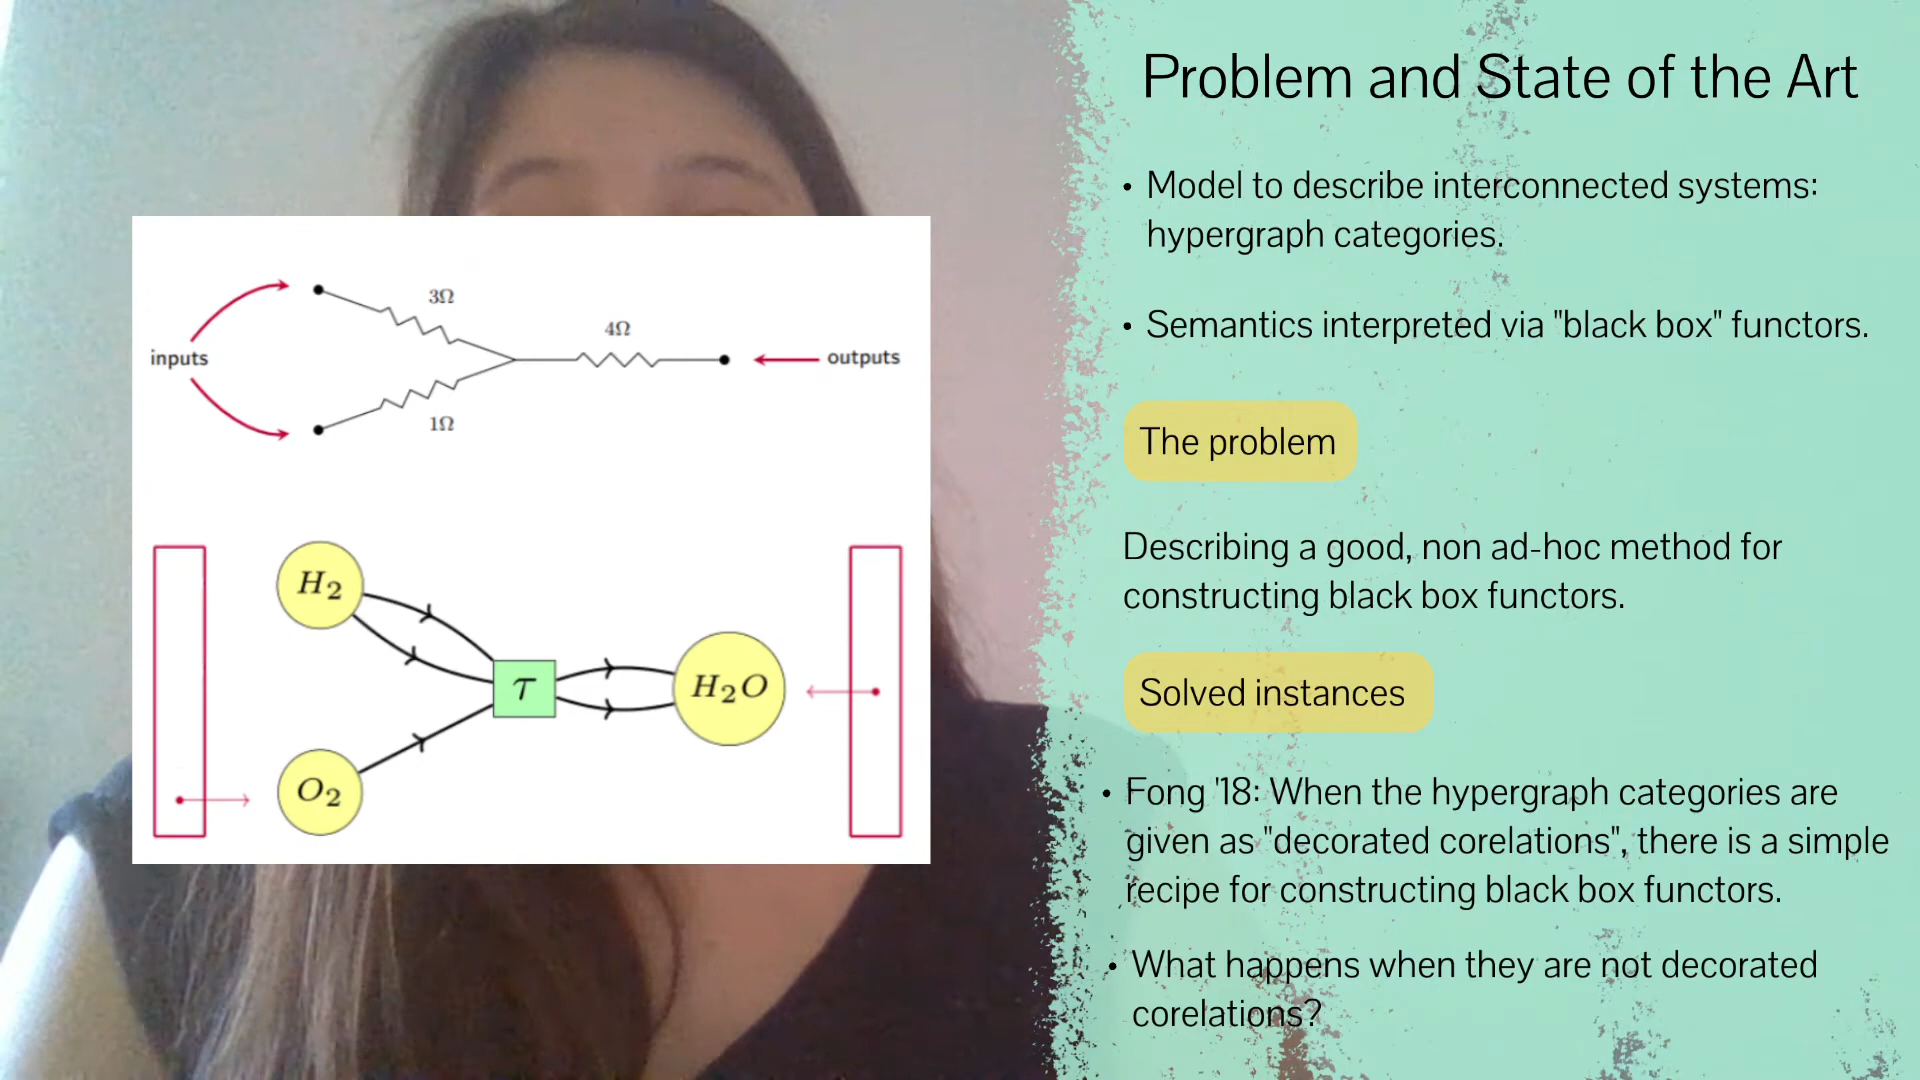 Problem and State of the Art
• Model to describe interconnected systems:
hypergraph categories.
• Semantics interpreted via "black box" functors.
The problem
Describing a good, non ad-hoc method for
constructing black box functors.
Solved instances
• Fong '18: When the hypergraph categories are
given as "decorated corelations", there is a simple
recipe for constructing black box functors.
• What happens when they are not decorated
corelations?
3Ω
4Ω
inputs
outputs
1Ω
H₂
τ
H₂O
O₂